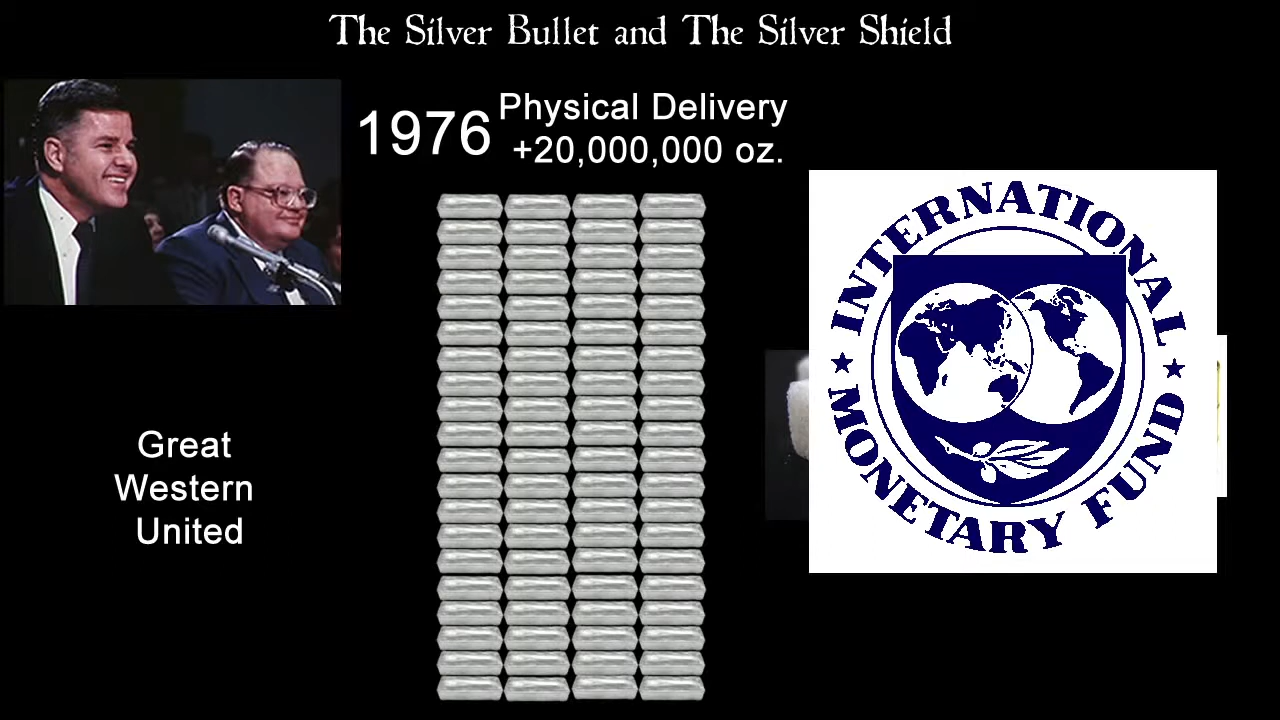 The Silver Bullet and The Silver Shield
1976
Physical Delivery
+20,000,000 oz.
Great
Western
United
INTERNATIONAL
MONETARY FUND